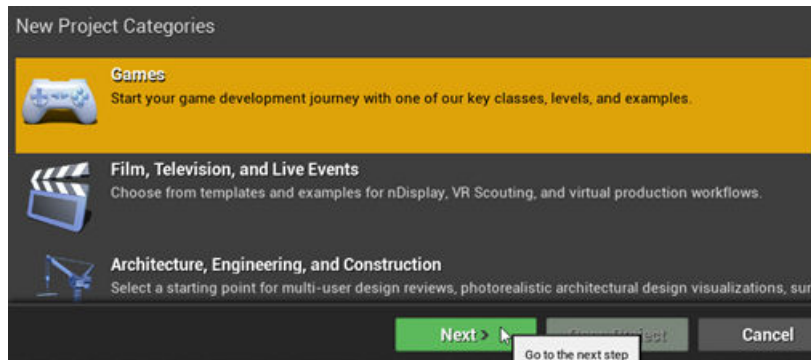 New Project Categories
Games
Start your game development journey with one of our key classes, levels, and examples.
Film, Television, and Live Events
Choose from templates and examples for nDisplay, VR Scouting, and virtual production workflows.
Architecture, Engineering, and Construction
Select a starting point for multi-user design reviews, photorealistic architectural design visualizations,
Next > Cancel
Go to the next step